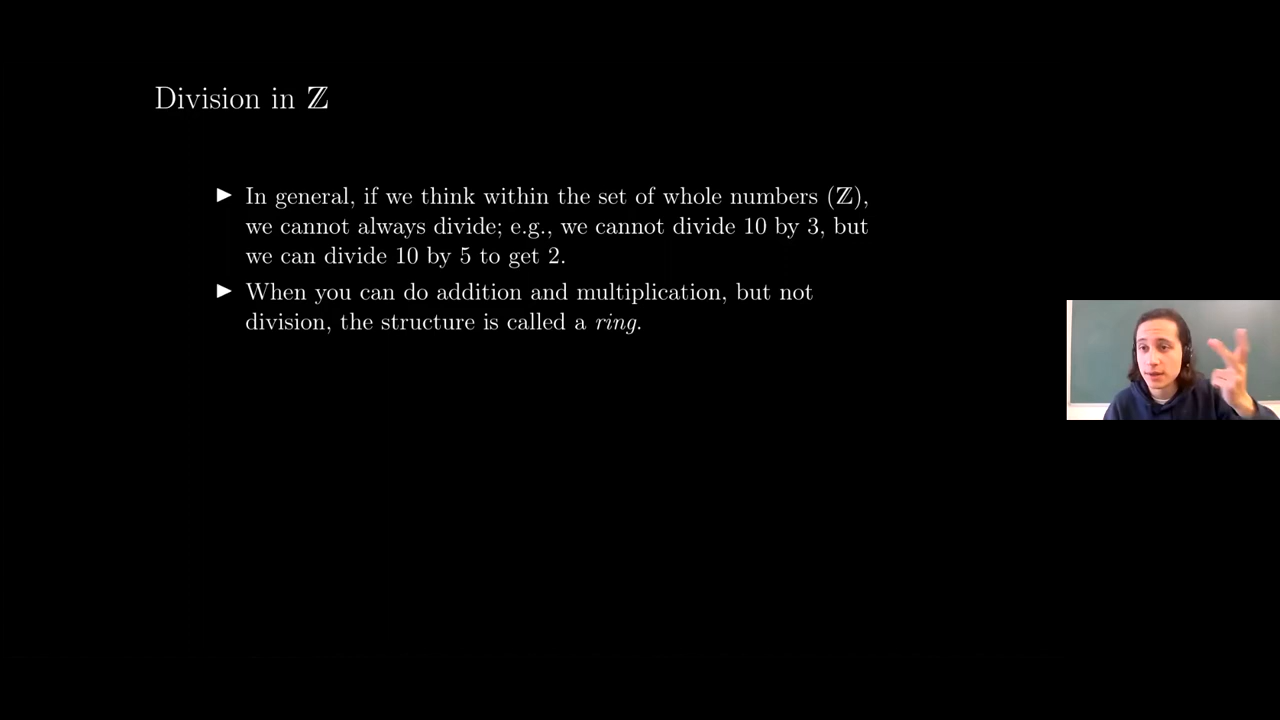 Division in ℤ
▶ In general, if we think within the set of whole numbers (ℤ),
we cannot always divide; e.g., we cannot divide 10 by 3, but
we can divide 10 by 5 to get 2.
▶ When you can do addition and multiplication, but not
division, the structure is called a ring.